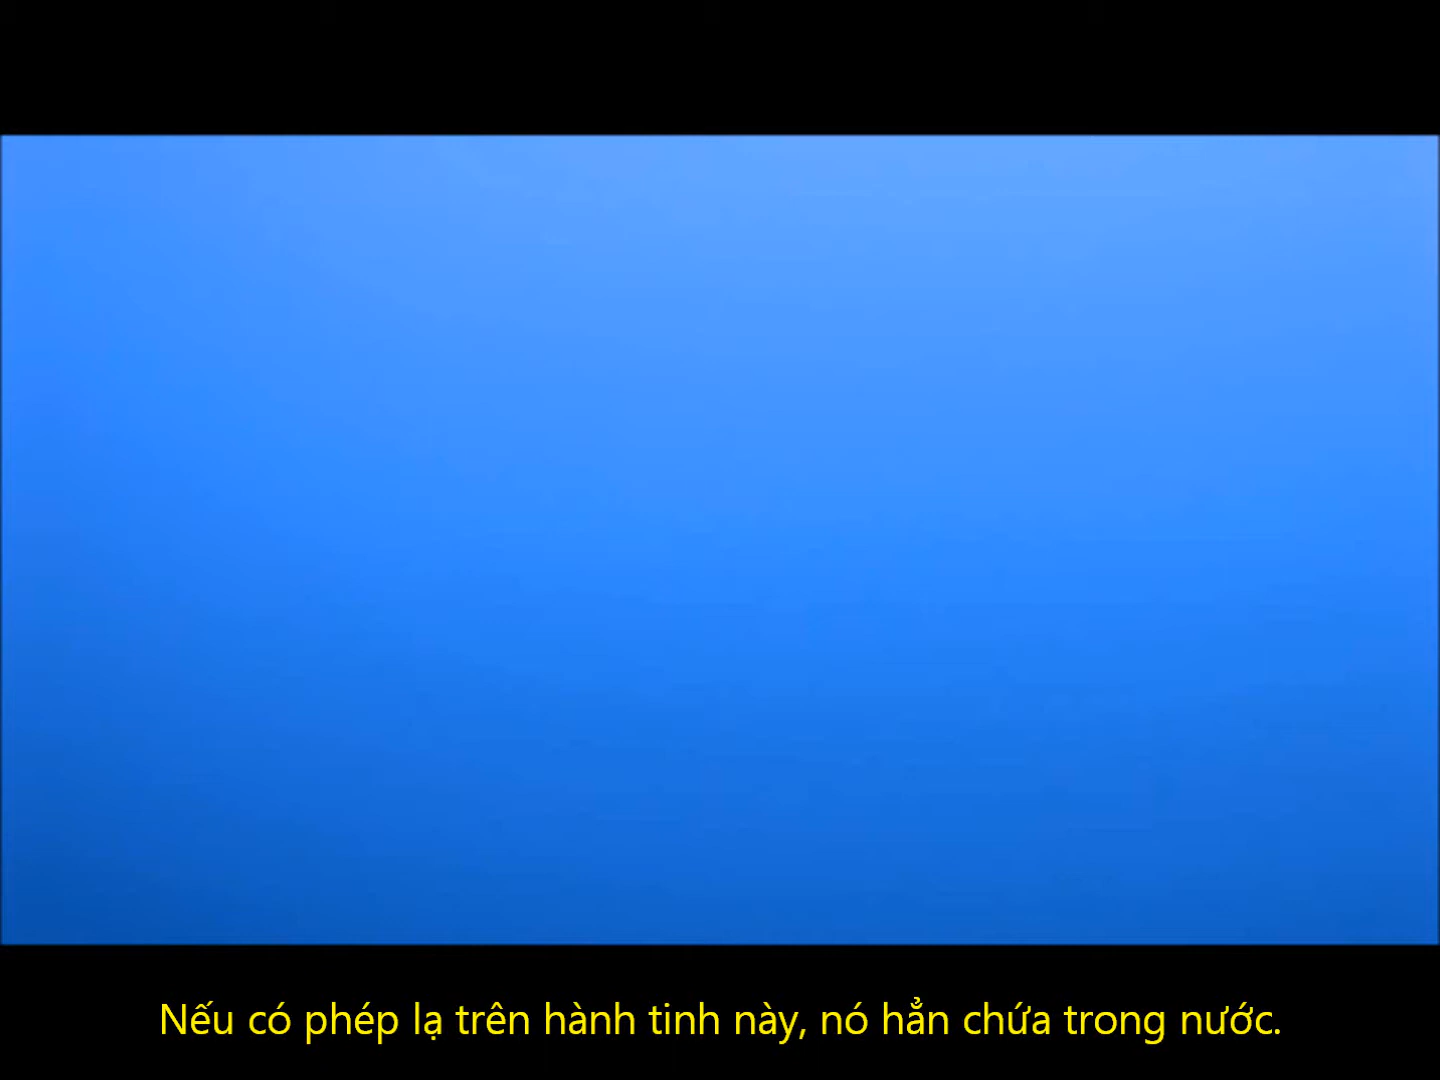 Nếu có phép lạ trên hành tinh này, nó hẳn chứa trong nước.